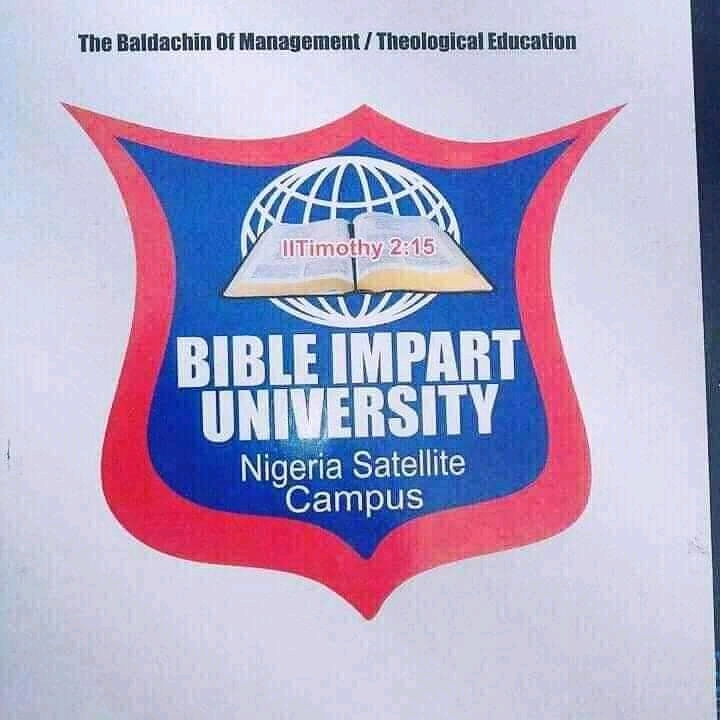 The Baldachin Of Management / Theological Education
IITimothy 2:15
BIBLE IMPART
UNIVERSITY
Nigeria Satellite
Campus